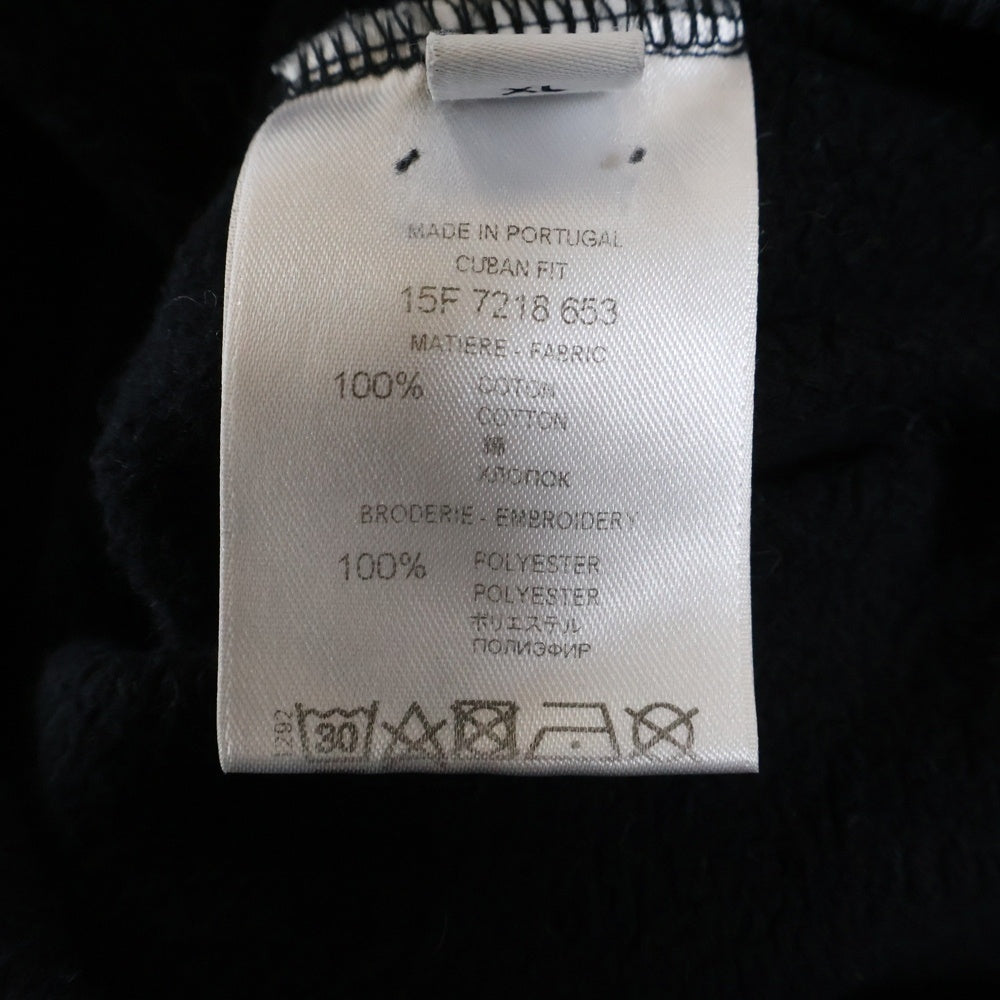 XL
MADE IN PORTUGAL
CUBAN FIT
15F 7218 653
MATIERE - FABRIC
100% COTON
COTTON
綿
ХЛОПОК
BRODERIE - EMBROIDERY
100% POLYESTER
POLYESTER
ポリエステル
ПОЛИЭФИР
1292
30